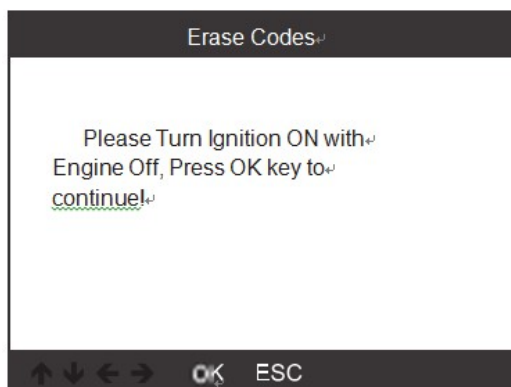 Erase Codes↵
Please Turn Ignition ON with↵
Engine Off, Press OK key to↵
continue!↵
↑ ↓ ← → OK ESC